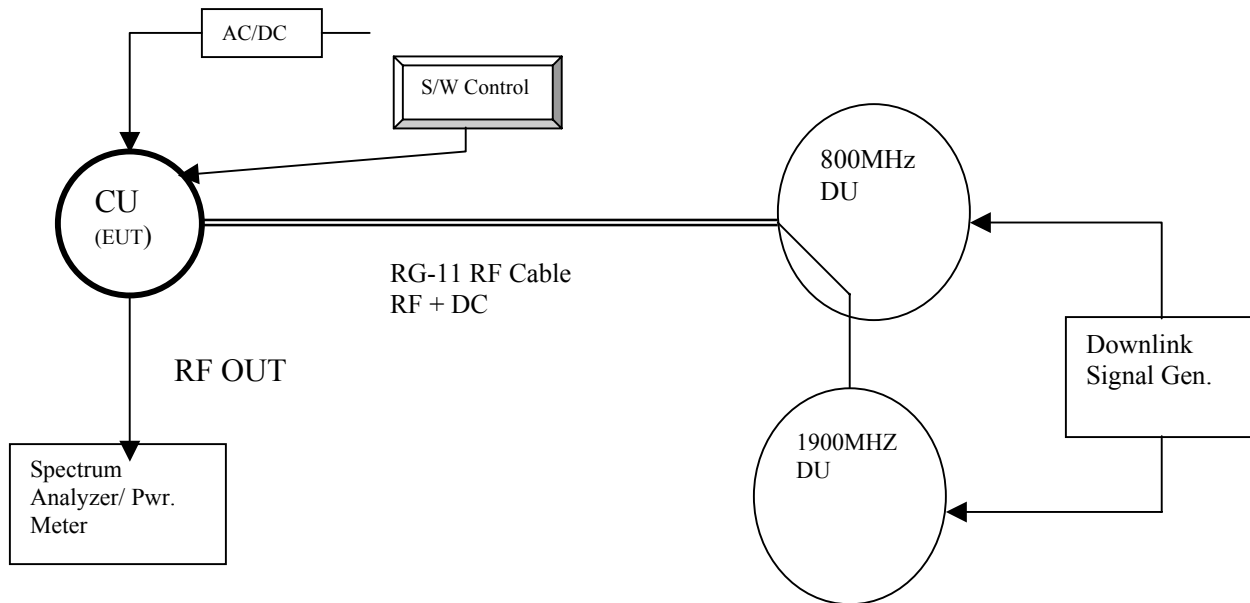 AC/DC
S/W Control
CU
(EUT)
800MHz
DU
RG-11 RF Cable
RF + DC
RF OUT
Downlink
Signal Gen.
1900MHZ
DU
Spectrum
Analyzer/ Pwr.
Meter